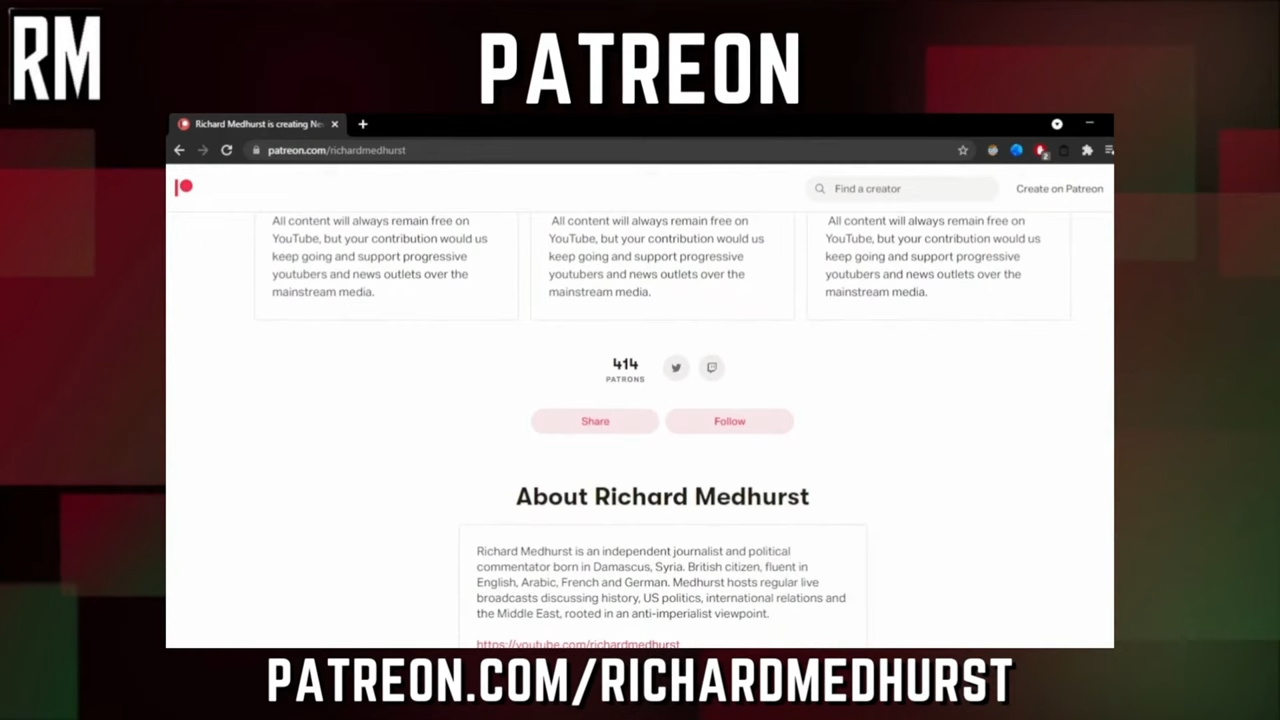 RM
PATREON
Richard Medhurst is creating Ne
patreon.com/richardmedhurst
2
Find a creator
Create on Patreon
All content will always remain free on
YouTube, but your contribution would us
keep going and support progressive
youtubers and news outlets over the
mainstream media.
All content will always remain free on
YouTube, but your contribution would us
keep going and support progressive
youtubers and news outlets over the
mainstream media.
All content will always remain free on
YouTube, but your contribution would us
keep going and support progressive
youtubers and news outlets over the
mainstream media.
414
PATRONS
Share
Follow
About Richard Medhurst
Richard Medhurst is an independent journalist and political
commentator born in Damascus, Syria. British citizen, fluent in
English, Arabic, French and German. Medhurst hosts regular live
broadcasts discussing history, US politics, international relations and
the Middle East, rooted in an anti-imperialist viewpoint.
https://youtube.com/richardmedhurst
PATREON.COM/RICHARDMEDHURST